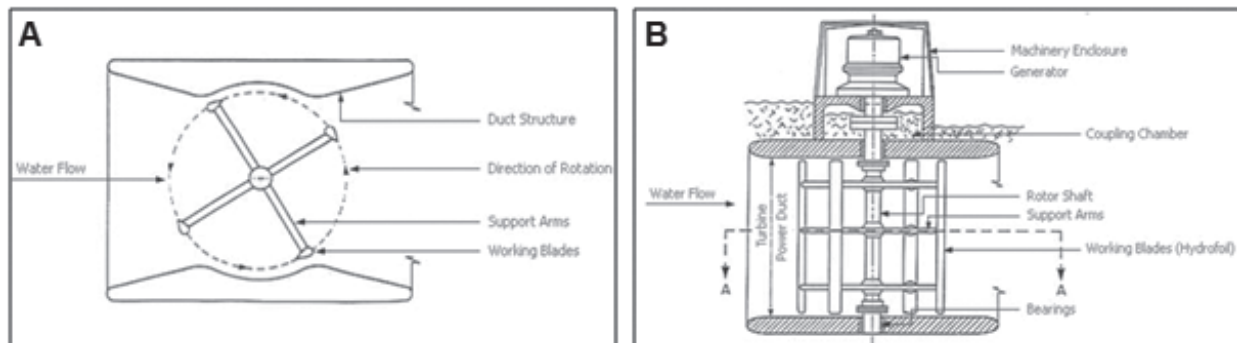 A
Duct Structure
Water Flow
Direction of Rotation
Support Arms
Working Blades
B
Machinery Enclosure
Generator
Coupling Chamber
Water Flow
Turbine
Power Duct
Rotor Shaft
Support Arms
Working Blades (Hydrofol)
A
A
Bearings